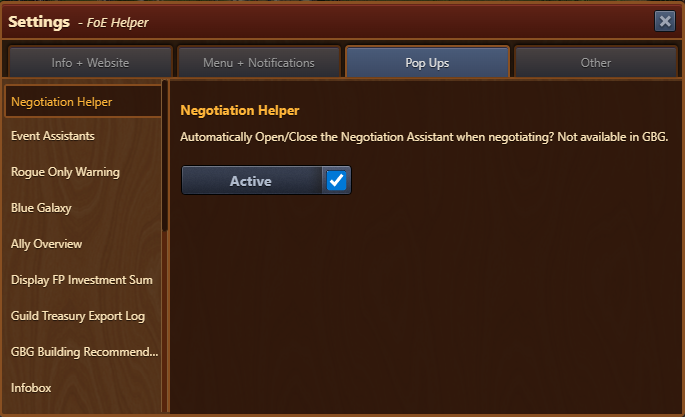 Settings - FoE Helper
Info + Website
Menu + Notifications
Pop Ups
Other
Negotiation Helper
Event Assistants
Rogue Only Warning
Blue Galaxy
Ally Overview
Display FP Investment Sum
Guild Treasury Export Log
GBG Building Recommend...
Infobox
Negotiation Helper
Automatically Open/Close the Negotiation Assistant when negotiating? Not available in GBG.
Active